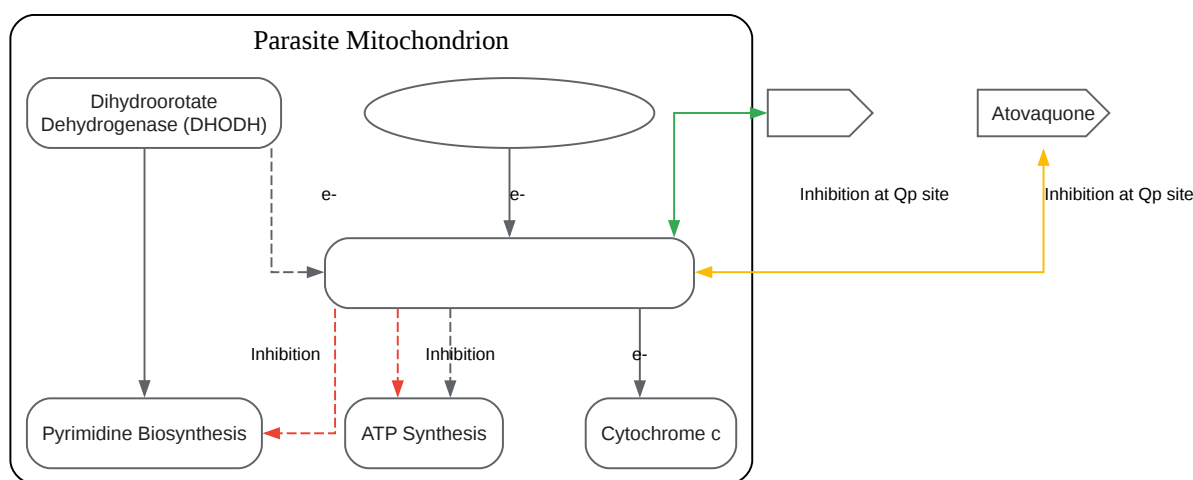 Parasite Mitochondrion
Dihydroorotate
Dehydrogenase (DHODH)
Atovaquone
e-
e-
Inhibition at Qp site
Inhibition at Qp site
Inhibition
Inhibition
e-
Pyrimidine Biosynthesis
ATP Synthesis
Cytochrome c